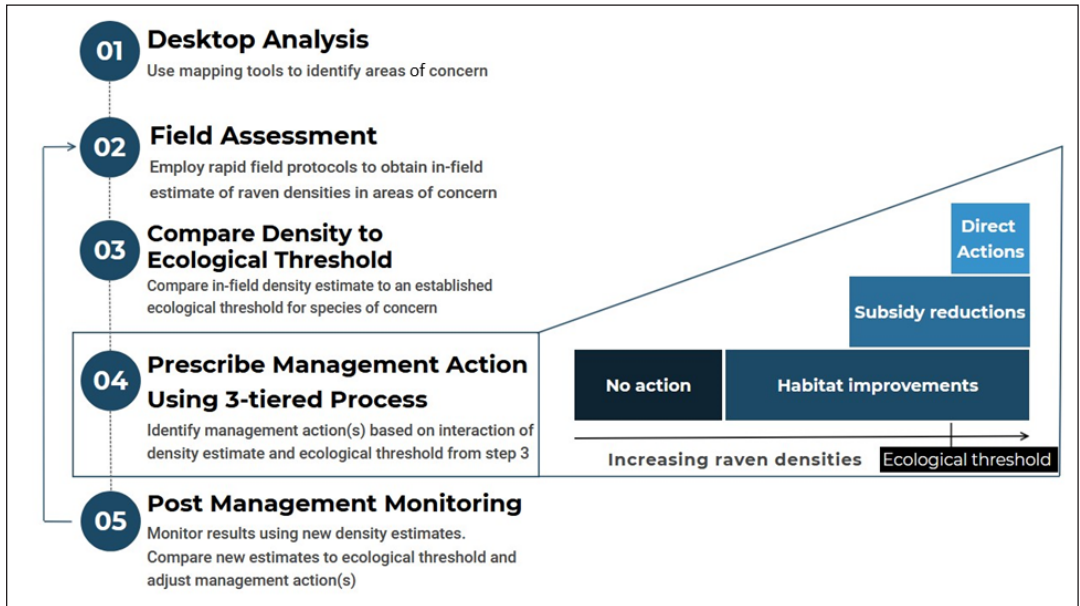 01
Desktop Analysis
Use mapping tools to identify areas of concern
02
Field Assessment
Employ rapid field protocols to obtain in-field
estimate of raven densities in areas of concern
03
Compare Density to
Ecological Threshold
Compare in-field density estimate to an established
ecological threshold for species of concern
04
Prescribe Management Action
Using 3-tiered Process
Identify management action(s) based on interaction of
density estimate and ecological threshold from step 3
05
Post Management Monitoring
Monitor results using new density estimates.
Compare new estimates to ecological threshold and
adjust management action(s)
Direct
Actions
Subsidy reductions
No action
Habitat improvements
Increasing raven densities
Ecological threshold